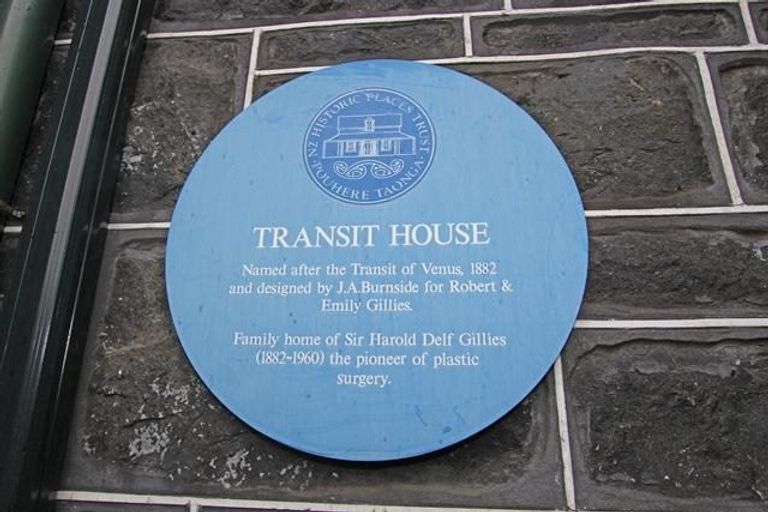 NZ HISTORIC PLACES TRUST
POUHERE TAONGA
TRANSIT HOUSE
Named after the Transit of Venus, 1882
and designed by J.A.Burnside for Robert &
Emily Gillies.
Family home of Sir Harold Delf Gillies
(1882~1960) the pioneer of plastic
surgery.